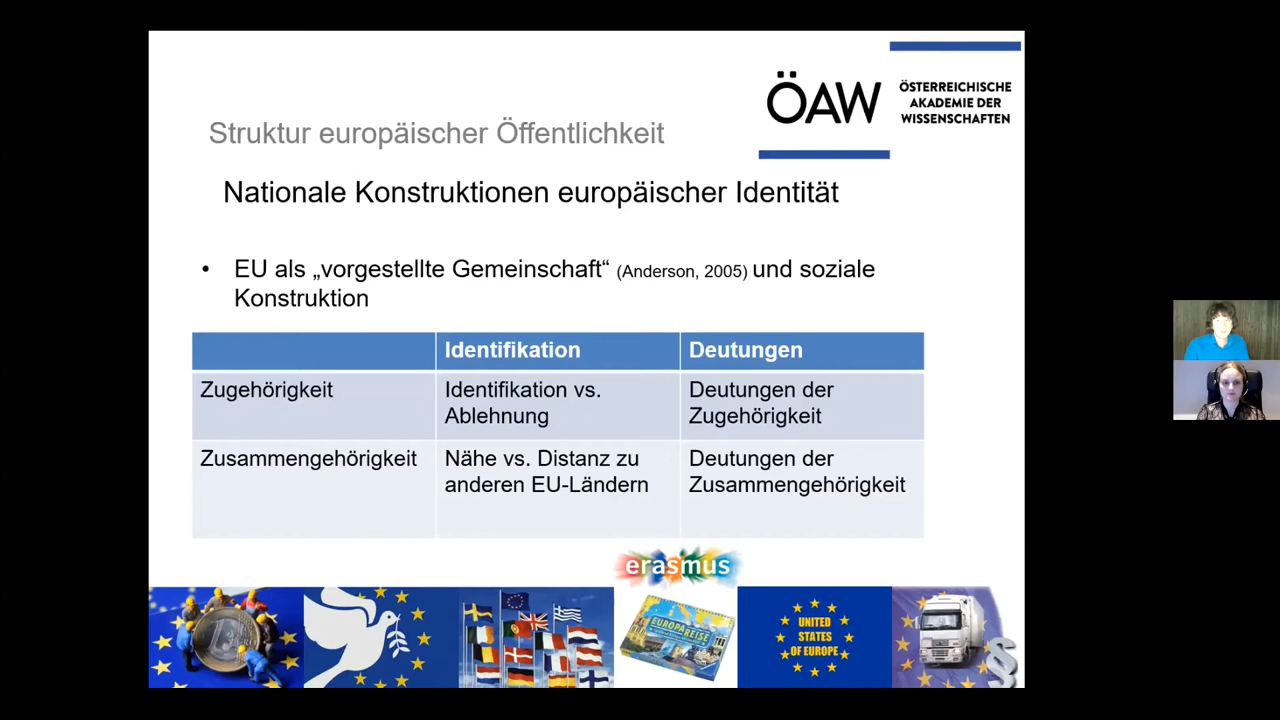 ÖAW
ÖSTERREICHISCHE
AKADEMIE DER
WISSENSCHAFTEN
Struktur europäischer Öffentlichkeit
Nationale Konstruktionen europäischer Identität
• EU als „vorgestellte Gemeinschaft“ (Anderson, 2005) und soziale
Konstruktion
Identifikation Deutungen
Zugehörigkeit Identifikation vs. Deutungen der
Ablehnung Zugehörigkeit
Zusammengehörigkeit Nähe vs. Distanz zu Deutungen der
anderen EU-Ländern Zusammengehörigkeit
erasmus
EUROPAREISE
UNITED
STATES
OF EUROPE
§